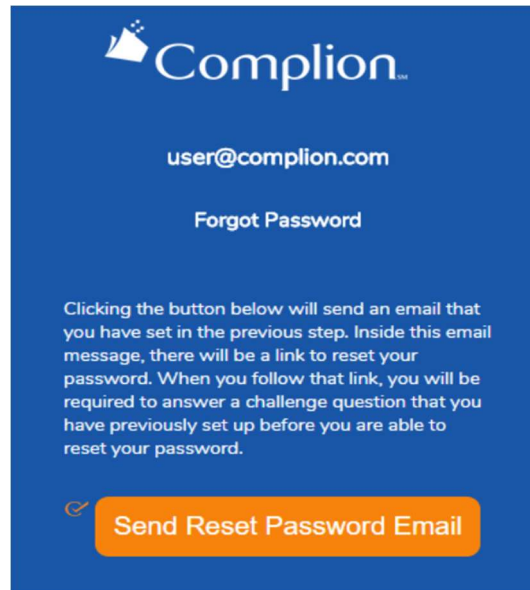 Complion SM
user@complion.com
Forgot Password
Clicking the button below will send an email that
you have set in the previous step. Inside this email
message, there will be a link to reset your
password. When you follow that link, you will be
required to answer a challenge question that you
have previously set up before you are able to
reset your password.
Send Reset Password Email